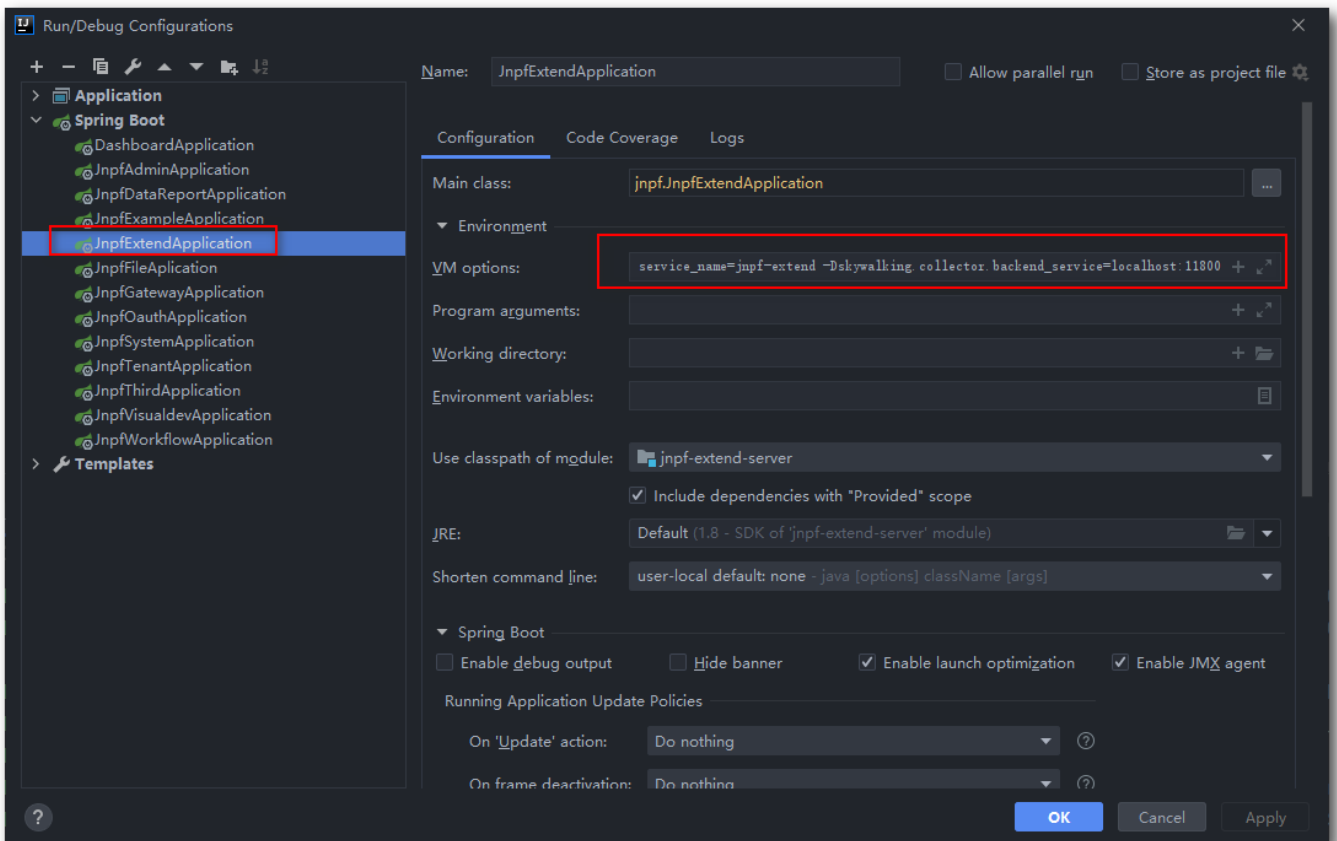 Run/Debug Configurations
Application
Spring Boot
DashboardApplication
JnpfAdminApplication
JnpfDataReportApplication
JnpfExampleApplication
JnpfExtendApplication
JnpfFileAplication
JnpfGatewayApplication
JnpfOauthApplication
JnpfSystemApplication
JnpfTenantApplication
JnpfThirdApplication
JnpfVisualdevApplication
JnpfWorkflowApplication
Templates
Name: JnpfExtendApplication Allow parallel run Store as project file
Configuration Code Coverage Logs
Main class: jnpf.JnpfExtendApplication ...
Environment
VM options: service_name=jnpf-extend -Dskywalking.collector.backend_service=localhost:11800
Program arguments:
Working directory:
Environment variables:
Use classpath of module: jnpf-extend-server
Include dependencies with "Provided" scope
JRE: Default (1.8 - SDK of 'jnpf-extend-server' module)
Shorten command line: user-local default: none - java [options] className [args]
Spring Boot
Enable debug output Hide banner Enable launch optimization Enable JMX agent
Running Application Update Policies
On 'Update' action: Do nothing ?
On frame deactivation: Do nothing ?
? OK Cancel Apply